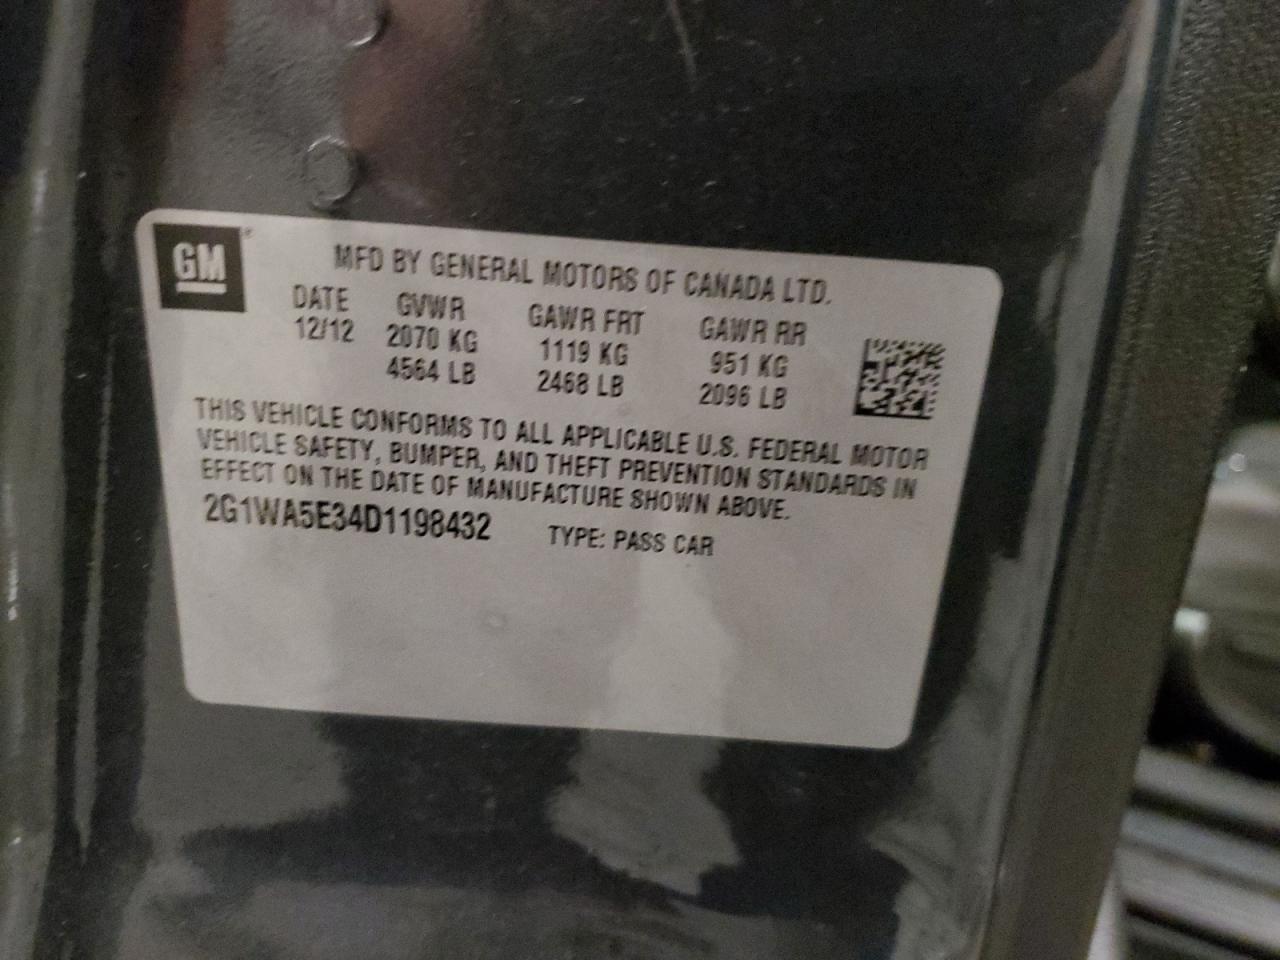 GM
MFD BY GENERAL MOTORS OF CANADA LTD.
DATE GVWR GAWR FRT GAWR RR
12/12 2070 KG 1119 KG 951 KG
4564 LB 2468 LB 2096 LB
THIS VEHICLE CONFORMS TO ALL APPLICABLE U.S. FEDERAL MOTOR
VEHICLE SAFETY, BUMPER, AND THEFT PREVENTION STANDARDS IN
EFFECT ON THE DATE OF MANUFACTURE SHOWN ABOVE.
2G1WA5E34D1198432 TYPE: PASS CAR